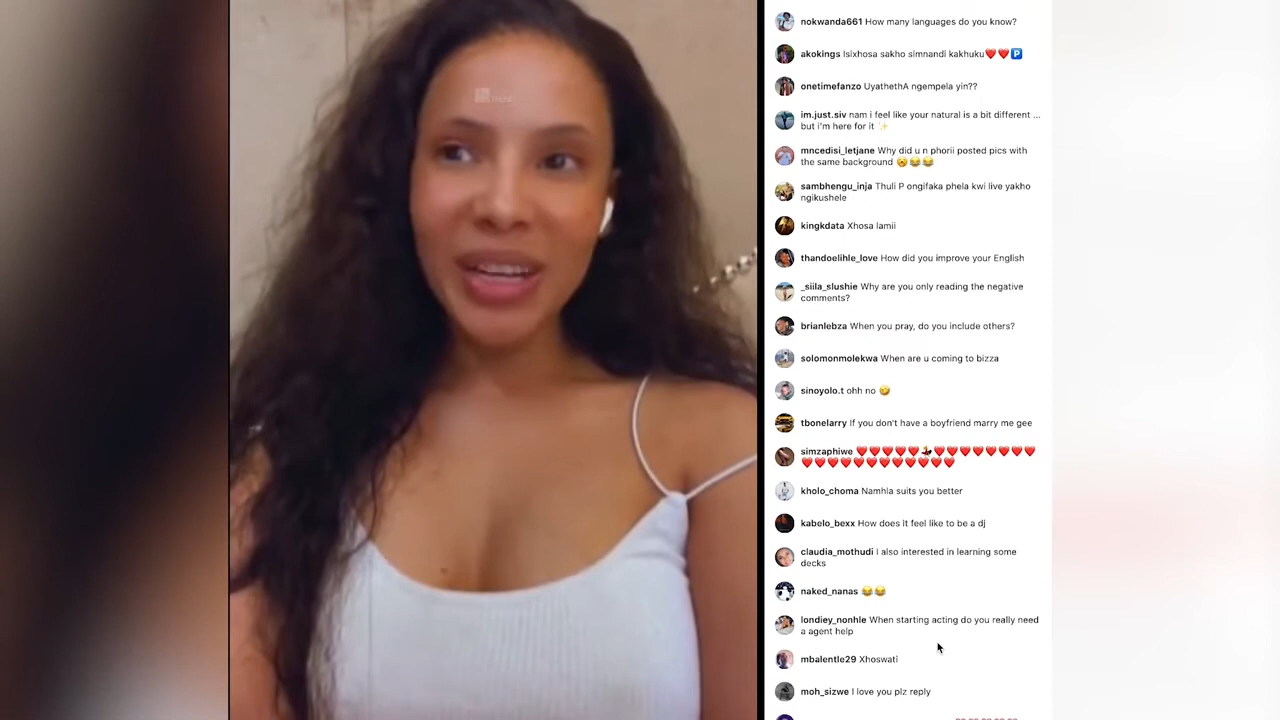 nokwanda661 How many languages do you know?
akokings Isixhosa sakho simnandi kakhuku❤️❤️🅿️
onetimefanzo UyathethA ngempela yin??
im.just.siv nam i feel like your natural is a bit different ...
but i'm here for it ✨
mncedisi_letjane Why did u n phorii posted pics with
the same background 🤣😂😂
sambhengu_inja Thuli P ongifaka phela kwi live yakho
ngikushele
kingkdata Xhosa lamii
thandoelihle_love How did you improve your English
_siila_slushie Why are you only reading the negative
comments?
brianlebza When you pray, do you include others?
solomonmolekwa When are u coming to bizza
sinoyolo.t ohh no 🤣
tbonelarry If you don't have a boyfriend marry me gee
simzaphiwe ❤️❤️❤️❤️❤️💃❤️❤️❤️❤️❤️❤️❤️❤️
❤️❤️❤️❤️❤️❤️❤️❤️❤️❤️❤️❤️
kholo_choma Namhla suits you better
kabelo_bexx How does it feel like to be a dj
claudia_mothudi I also interested in learning some
decks
naked_nanas 😂😂
londiey_nonhle When starting acting do you really need
a agent help
mbalentle29 Xhoswati
moh_sizwe I love you plz reply